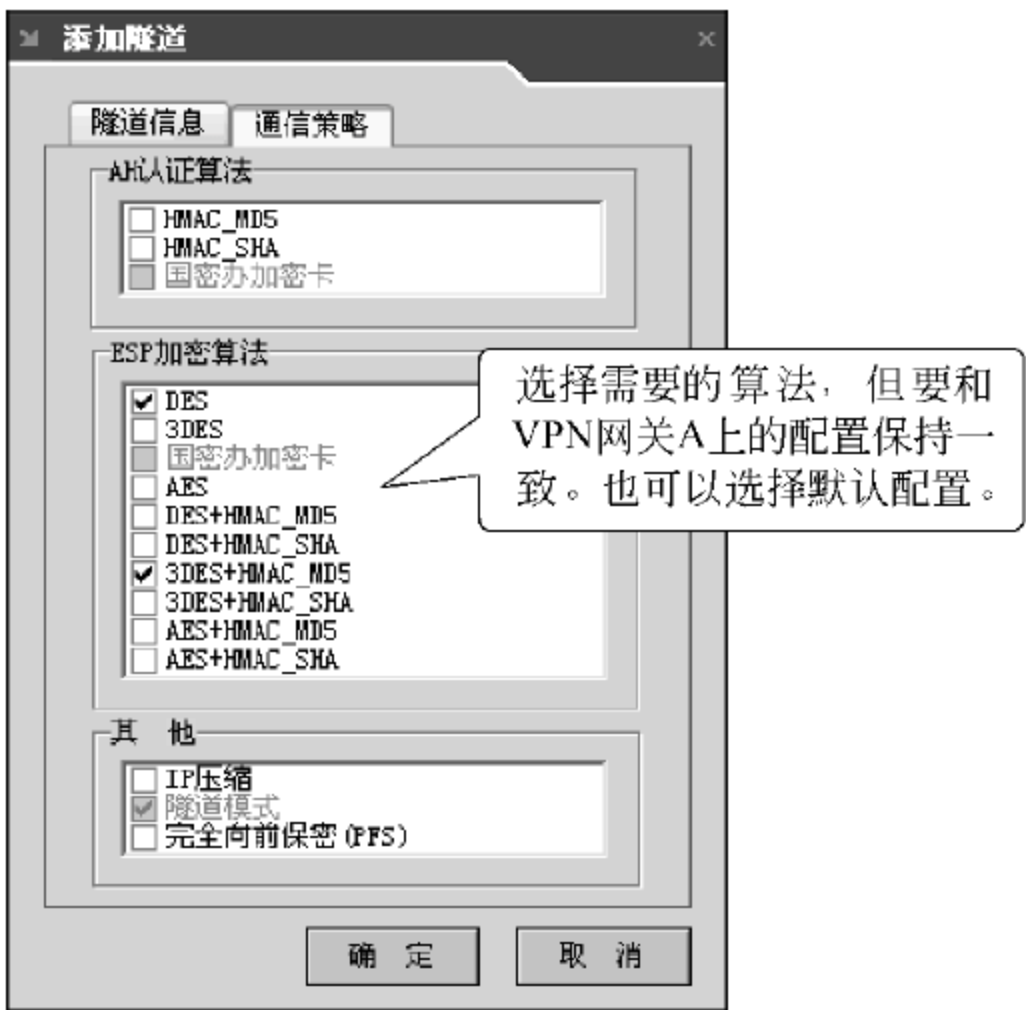 添加隧道
隧道信息 通信策略
AH认证算法
HMAC_MD5
HMAC_SHA
国密办加密卡
ESP加密算法
DES
3DES
国密办加密卡
AES
DES+HMAC_MD5
DES+HMAC_SHA
3DES+HMAC_MD5
3DES+HMAC_SHA
AES+HMAC_MD5
AES+HMAC_SHA
选择需要的算法，但要和
VPN网关A上的配置保持一
致。也可以选择默认配置。
其 他
IP压缩
隧道模式
完全向前保密(PFS)
确 定 取 消